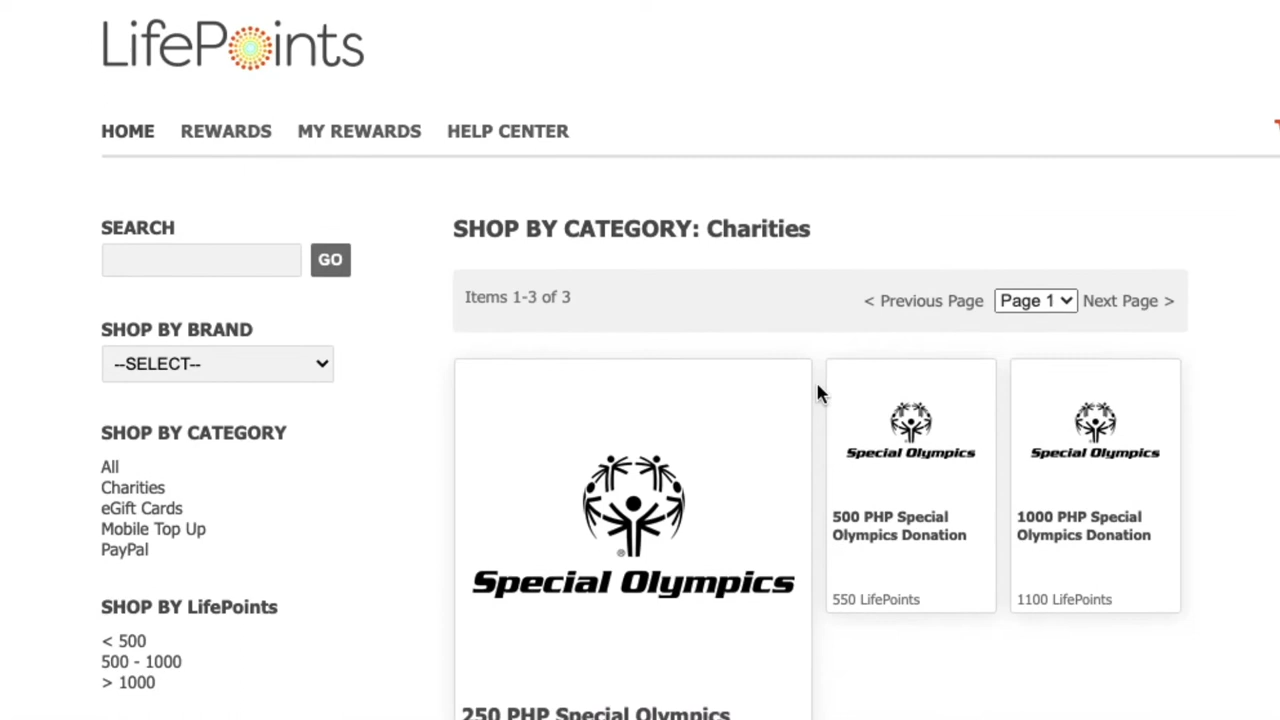 LifePoints
HOME REWARDS MY REWARDS HELP CENTER
SEARCH
GO
SHOP BY BRAND
--SELECT--
SHOP BY CATEGORY
All
Charities
eGift Cards
Mobile Top Up
PayPal
SHOP BY LifePoints
< 500
500 - 1000
> 1000
SHOP BY CATEGORY: Charities
Items 1-3 of 3
< Previous Page Page 1 Next Page >
®
Special Olympics
250 PHP Special Olympics
Special Olympics
500 PHP Special
Olympics Donation
550 LifePoints
Special Olympics
1000 PHP Special
Olympics Donation
1100 LifePoints